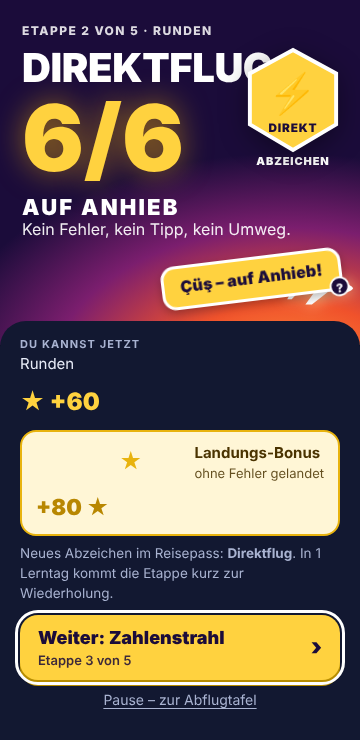 ETAPPE 2 VON 5 · RUNDEN
DIREKTFLUG
6/6
DIREKT
ABZEICHEN
AUF ANHIEB
Kein Fehler, kein Tipp, kein Umweg.
Çüş – auf Anhieb!
?
DU KANNST JETZT
Runden
★ +60
★ Landungs-Bonus
ohne Fehler gelandet
+80 ★
Neues Abzeichen im Reisepass: Direktflug. In 1
Lerntag kommt die Etappe kurz zur
Wiederholung.
Weiter: Zahlenstrahl ›
Etappe 3 von 5
Pause – zur Abflugtafel